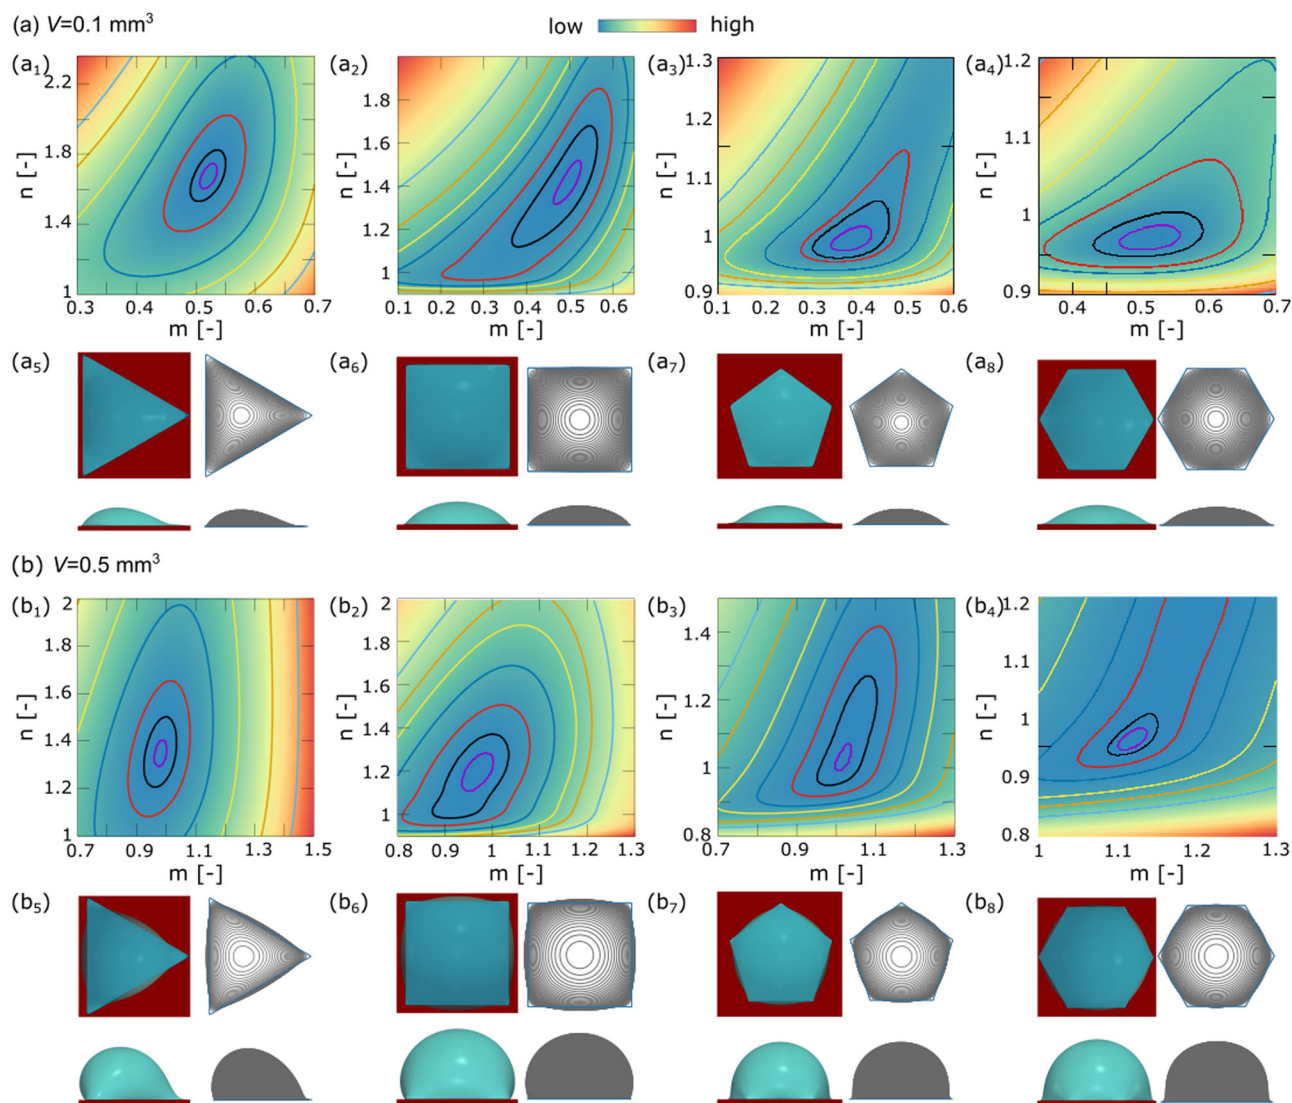 (a) V=0.1 mm³ low high
(a₁) (a₂) (a₃) (a₄)
n [-] 2.2 1.8 1.4 1
0.3 0.4 0.5 0.6 0.7
m [-]
n [-] 1.8 1.6 1.4 1.2 1
0.1 0.2 0.3 0.4 0.5 0.6
m [-]
n [-] 1.3 1.2 1.1 1 0.9
0.1 0.2 0.3 0.4 0.5 0.6
m [-]
n [-] 1.2 1.1 1 0.9
0.4 0.5 0.6 0.7
m [-]
(a₅) (a₆) (a₇) (a₈)
(b) V=0.5 mm³
(b₁) (b₂) (b₃) (b₄)
n [-] 2 1.8 1.6 1.4 1.2 1
0.7 0.9 1.1 1.3 1.5
m [-]
n [-] 2 1.8 1.6 1.4 1.2 1 0.9
0.8 0.9 1 1.1 1.2 1.3
m [-]
n [-] 1.4 1.2 1 0.8
0.7 0.9 1.1 1.3
m [-]
n [-] 1.2 1.1 1 0.9 0.8
1 1.1 1.2 1.3
m [-]
(b₅) (b₆) (b₇) (b₈)